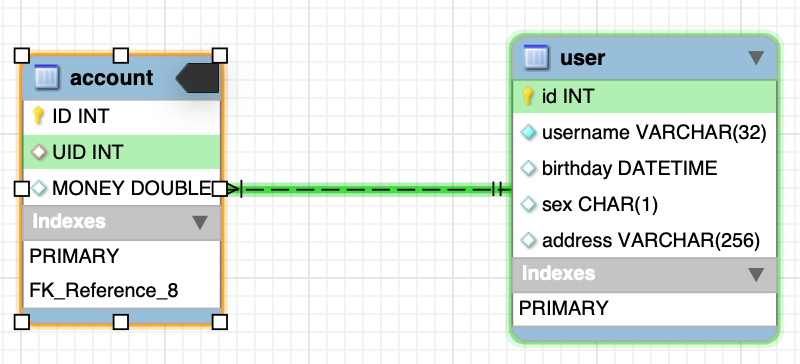 account
ID INT
UID INT
MONEY DOUBLE
Indexes
PRIMARY
FK_Reference_8
user
id INT
username VARCHAR(32)
birthday DATETIME
sex CHAR(1)
address VARCHAR(256)
Indexes
PRIMARY